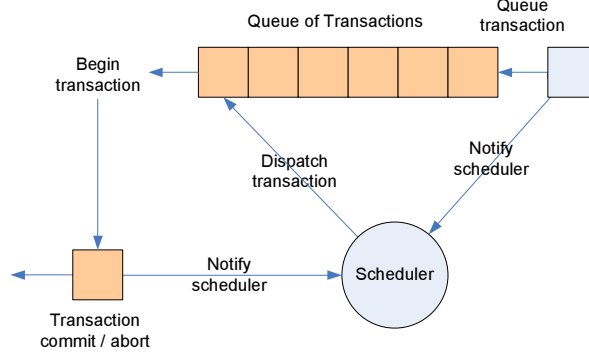 Queue
transaction
Queue of Transactions
Begin
transaction
Dispatch
transaction
Notify
scheduler
Notify
scheduler
Scheduler
Transaction
commit / abort